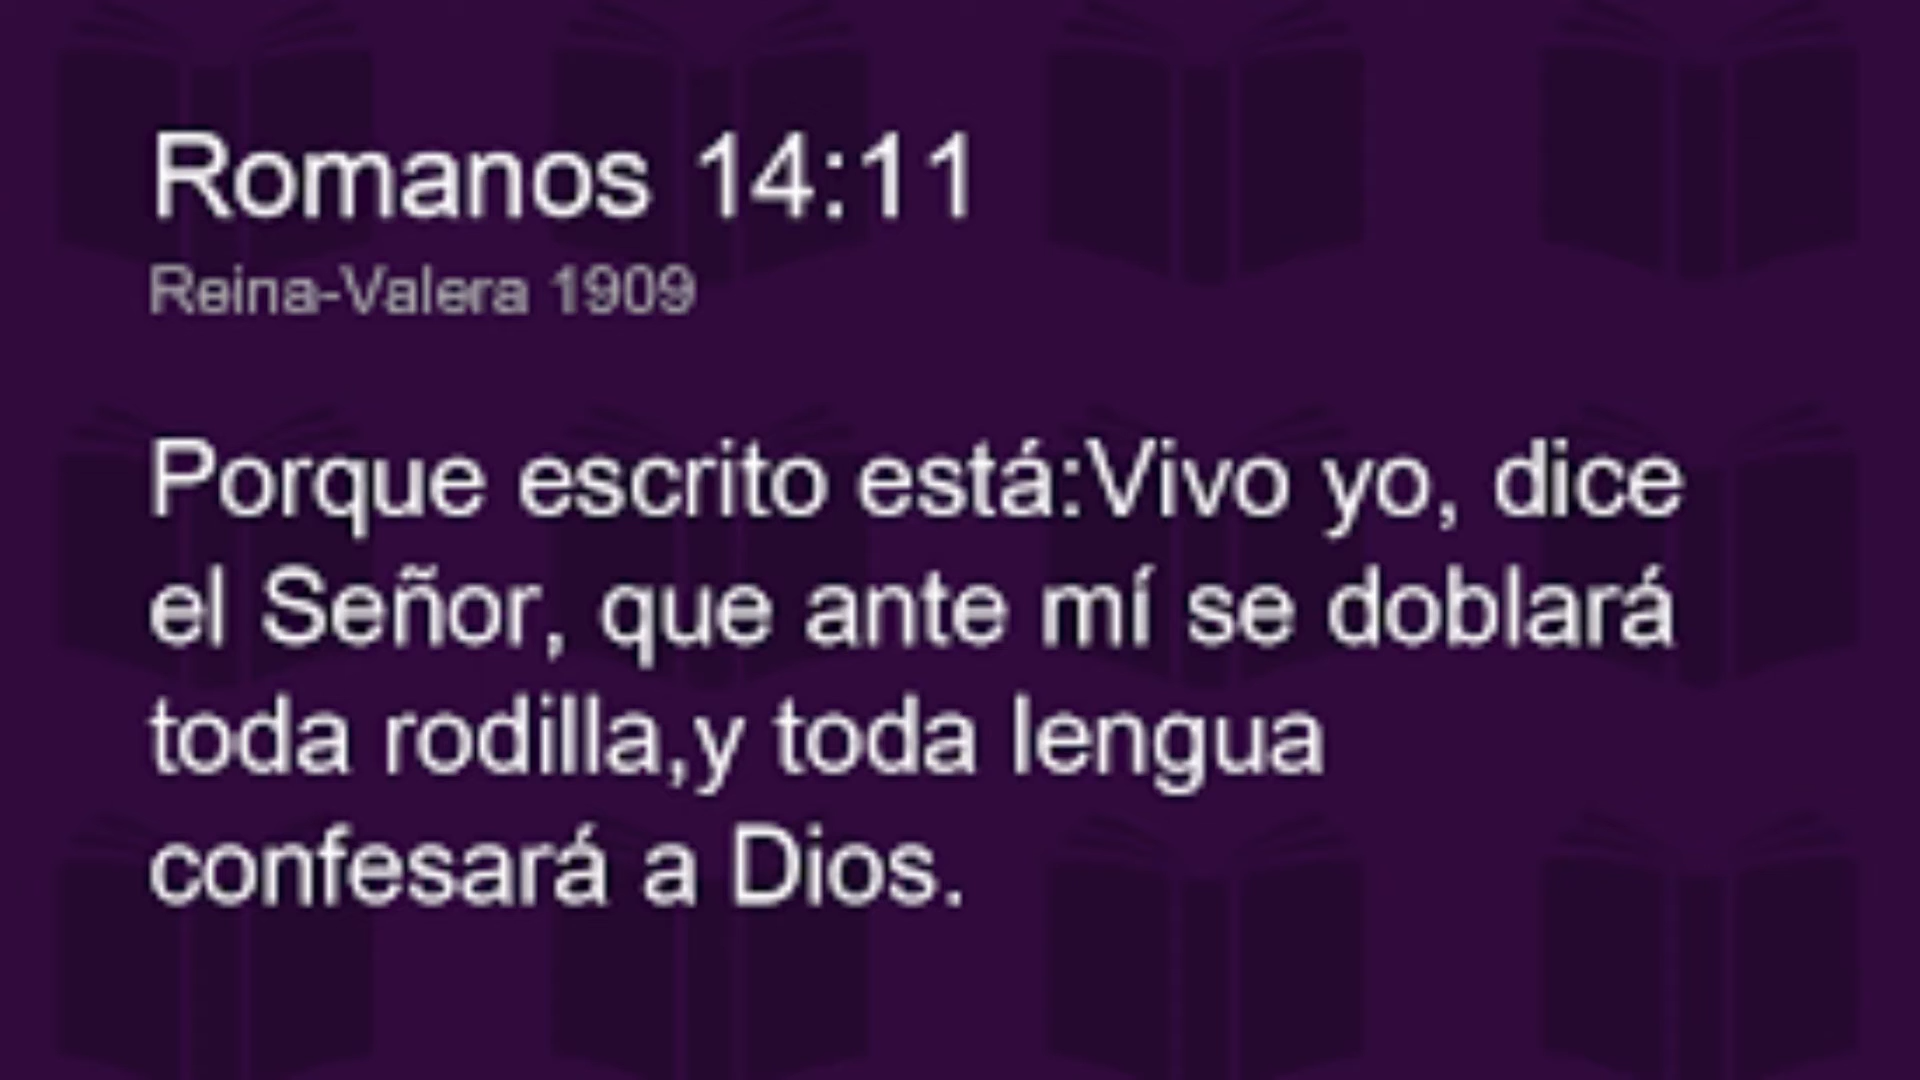 Romanos 14:11
Reina-Valera 1909
Porque escrito está:Vivo yo, dice
el Señor, que ante mí se doblará
toda rodilla,y toda lengua
confesará a Dios.